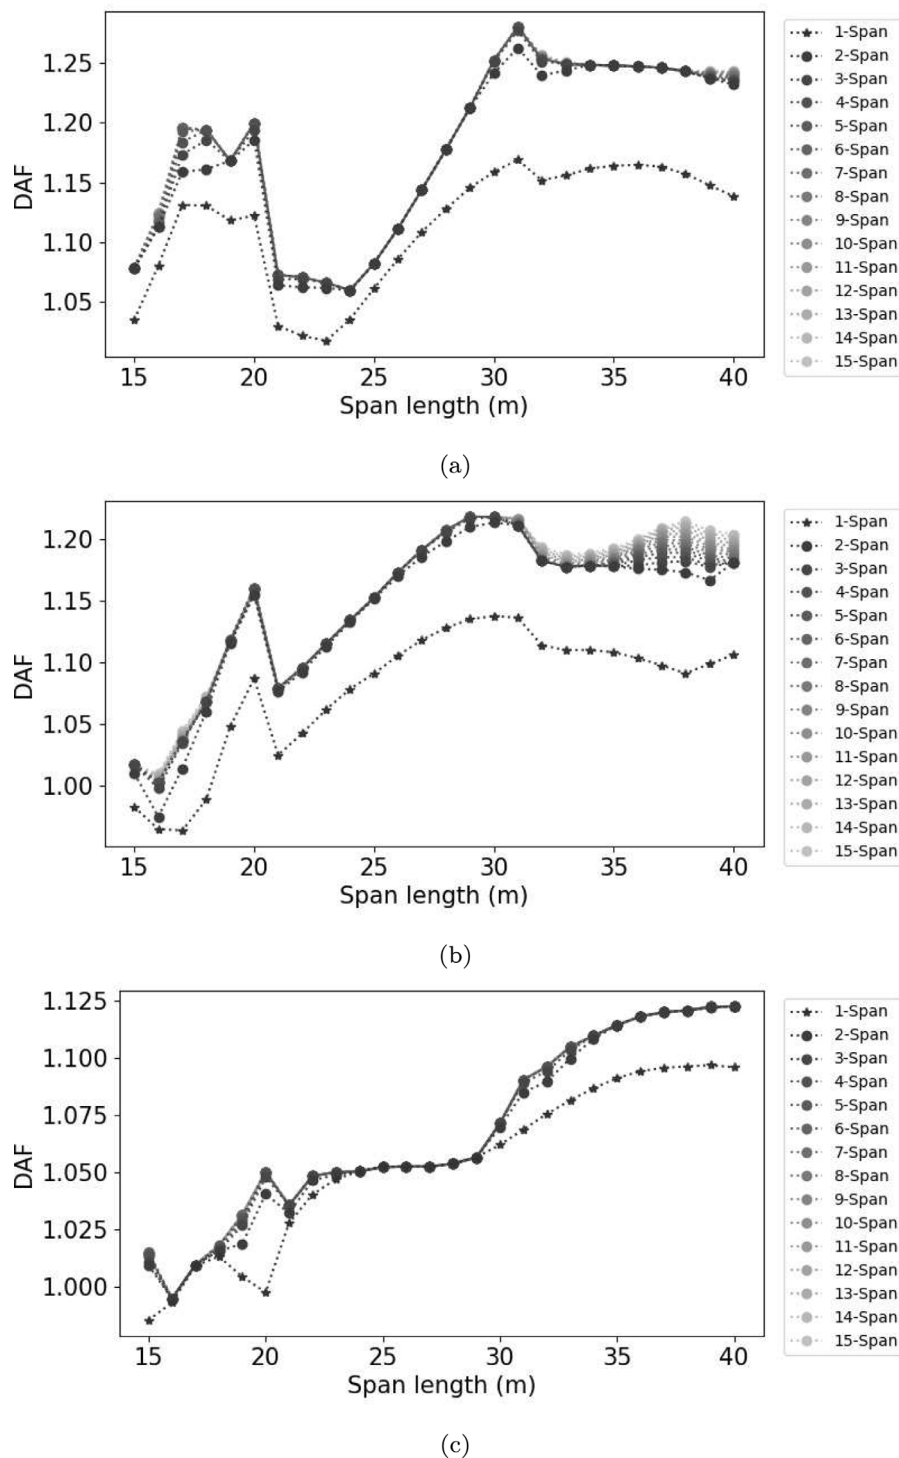 1.25
1.20
1.15
1.10
1.05
DAF
15 20 25 30 35 40
Span length (m)
1-Span
2-Span
3-Span
4-Span
5-Span
6-Span
7-Span
8-Span
9-Span
10-Span
11-Span
12-Span
13-Span
14-Span
15-Span
(a)
1.20
1.15
1.10
1.05
1.00
DAF
15 20 25 30 35 40
Span length (m)
1-Span
2-Span
3-Span
4-Span
5-Span
6-Span
7-Span
8-Span
9-Span
10-Span
11-Span
12-Span
13-Span
14-Span
15-Span
(b)
1.125
1.100
1.075
1.050
1.025
1.000
DAF
15 20 25 30 35 40
Span length (m)
1-Span
2-Span
3-Span
4-Span
5-Span
6-Span
7-Span
8-Span
9-Span
10-Span
11-Span
12-Span
13-Span
14-Span
15-Span
(c)